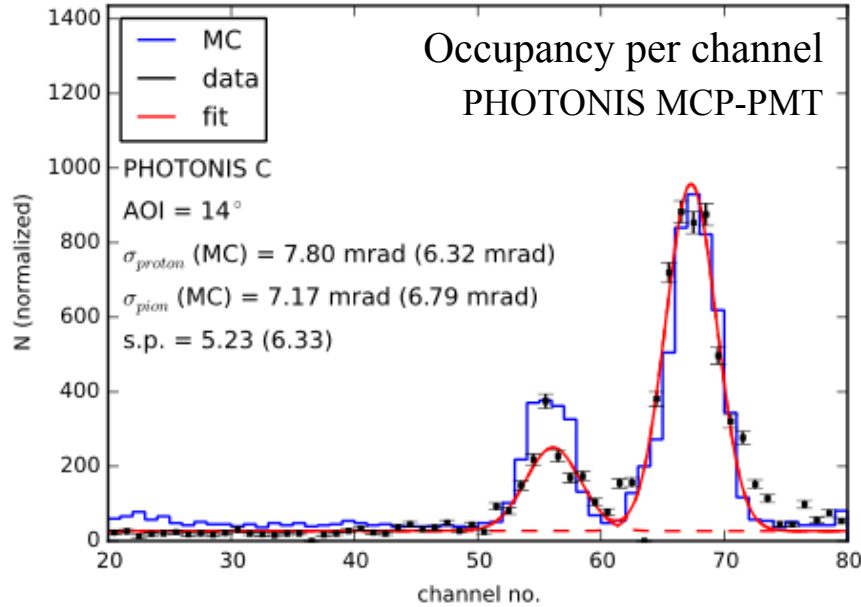 Occupancy per channel
PHOTONIS MCP-PMT
MC
data
fit
PHOTONIS C
AOI = 14°
σproton (MC) = 7.80 mrad (6.32 mrad)
σpion (MC) = 7.17 mrad (6.79 mrad)
s.p. = 5.23 (6.33)
N (normalized)
1400
1200
1000
800
600
400
200
0
20 30 40 50 60 70 80
channel no.